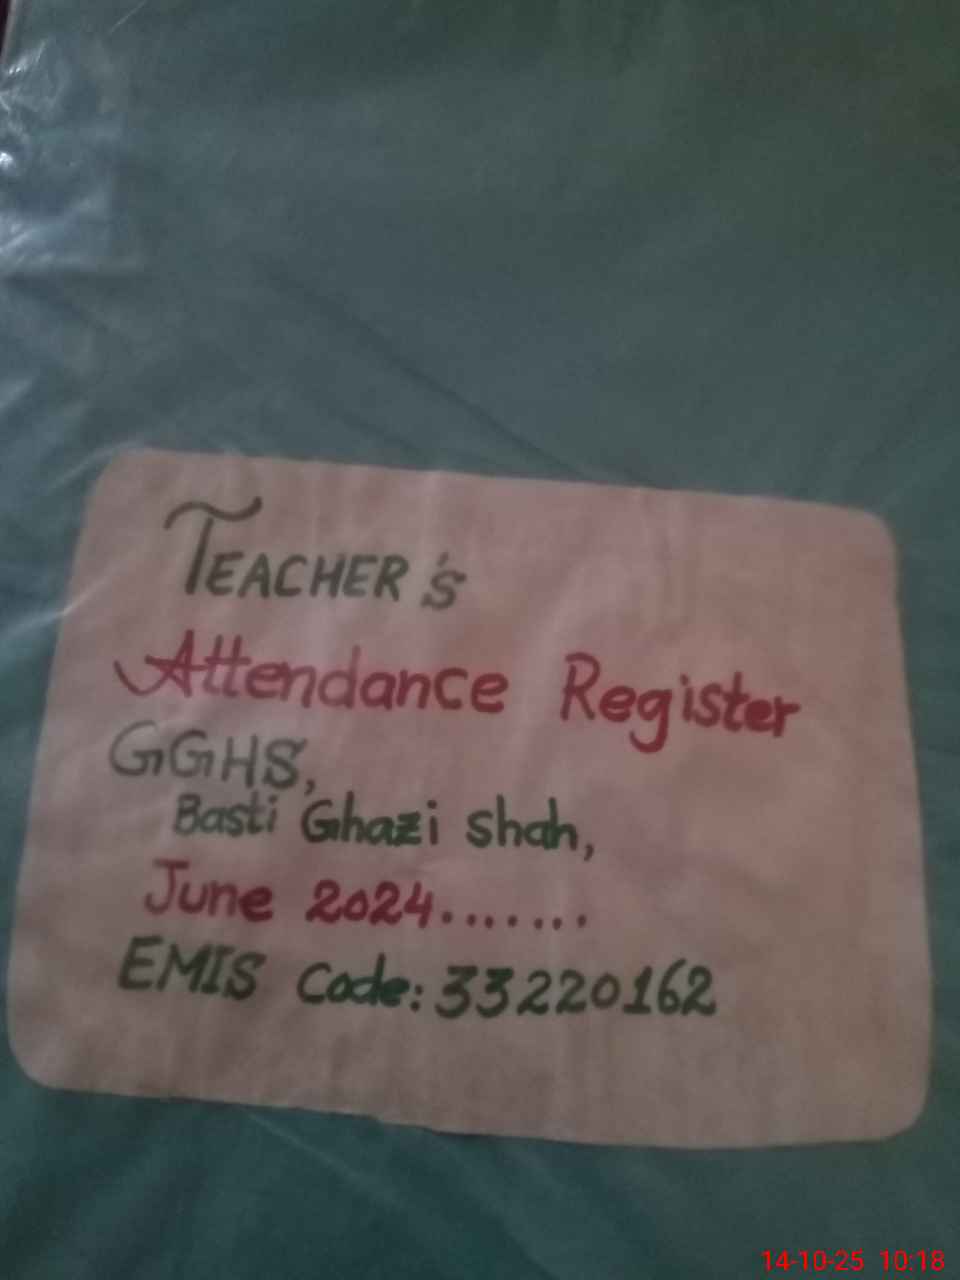 TEACHER's
Attendance Register
GGHS,
Basti Ghazi shah,
June 2024.......
EMIS Code: 33220162
14-10-25 10:18